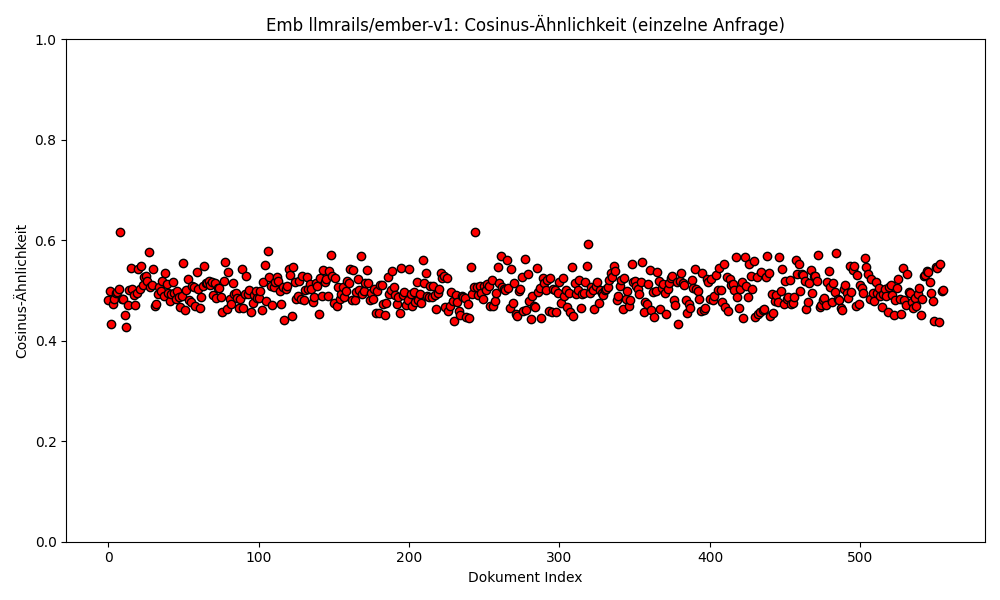 Emb llmrails/ember-v1: Cosinus-Ähnlichkeit (einzelne Anfrage)
Cosinus-Ähnlichkeit
1.0
0.8
0.6
0.4
0.2
0.0
0 100 200 300 400 500
Dokument Index